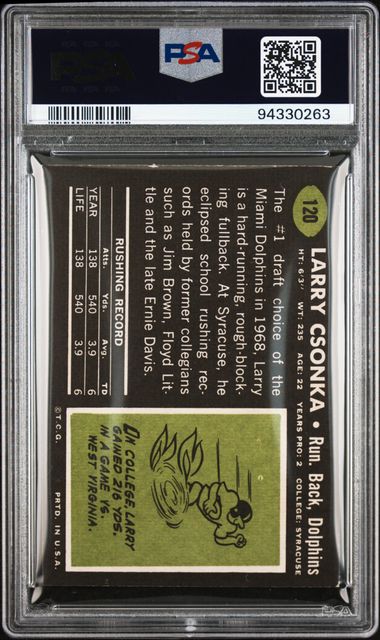 PSA
PSA
94330263
120
LARRY CSONKA • Run. Back, Dolphins
HT: 6'3" WT: 235 AGE: 22 YEARS PRO: 2 COLLEGE: SYRACUSE
The #1 draft choice of the
Miami Dolphins in 1968, Larry
is a hard-running, rough-block-
ing fullback. At Syracuse, he
eclipsed school rushing rec-
ords held by former collegians
such as Jim Brown, Floyd Lit-
tle and the late Ernie Davis.
RUSHING RECORD
Atts. Yds. Avg. TD
YEAR 138 540 3.9 6
LIFE 138 540 3.9 6
IN COLLEGE, LARRY
GAINED 216 YDS.
IN A GAME VS.
WEST VIRGINIA.
© T.C.G. PRTD. IN U.S.A.
PSA